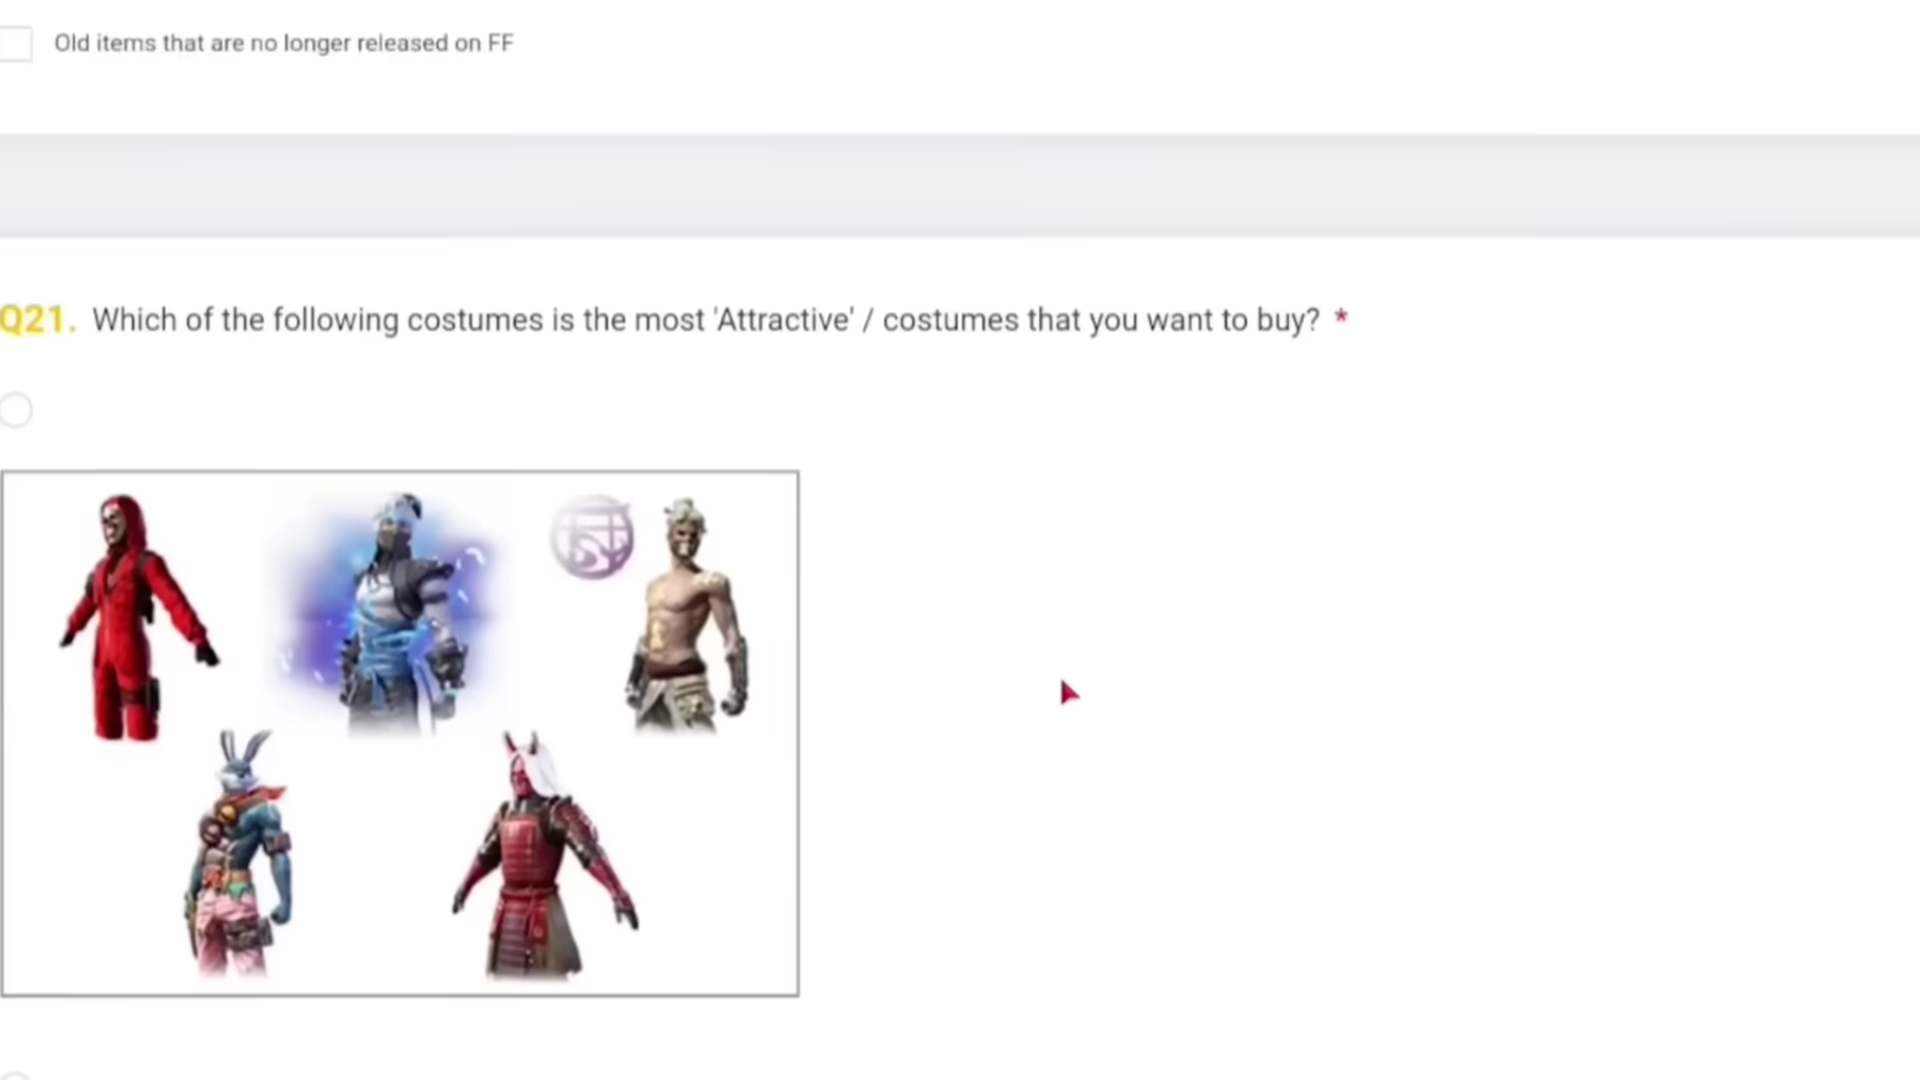 Old items that are no longer released on FF
Q21. Which of the following costumes is the most 'Attractive' / costumes that you want to buy? *